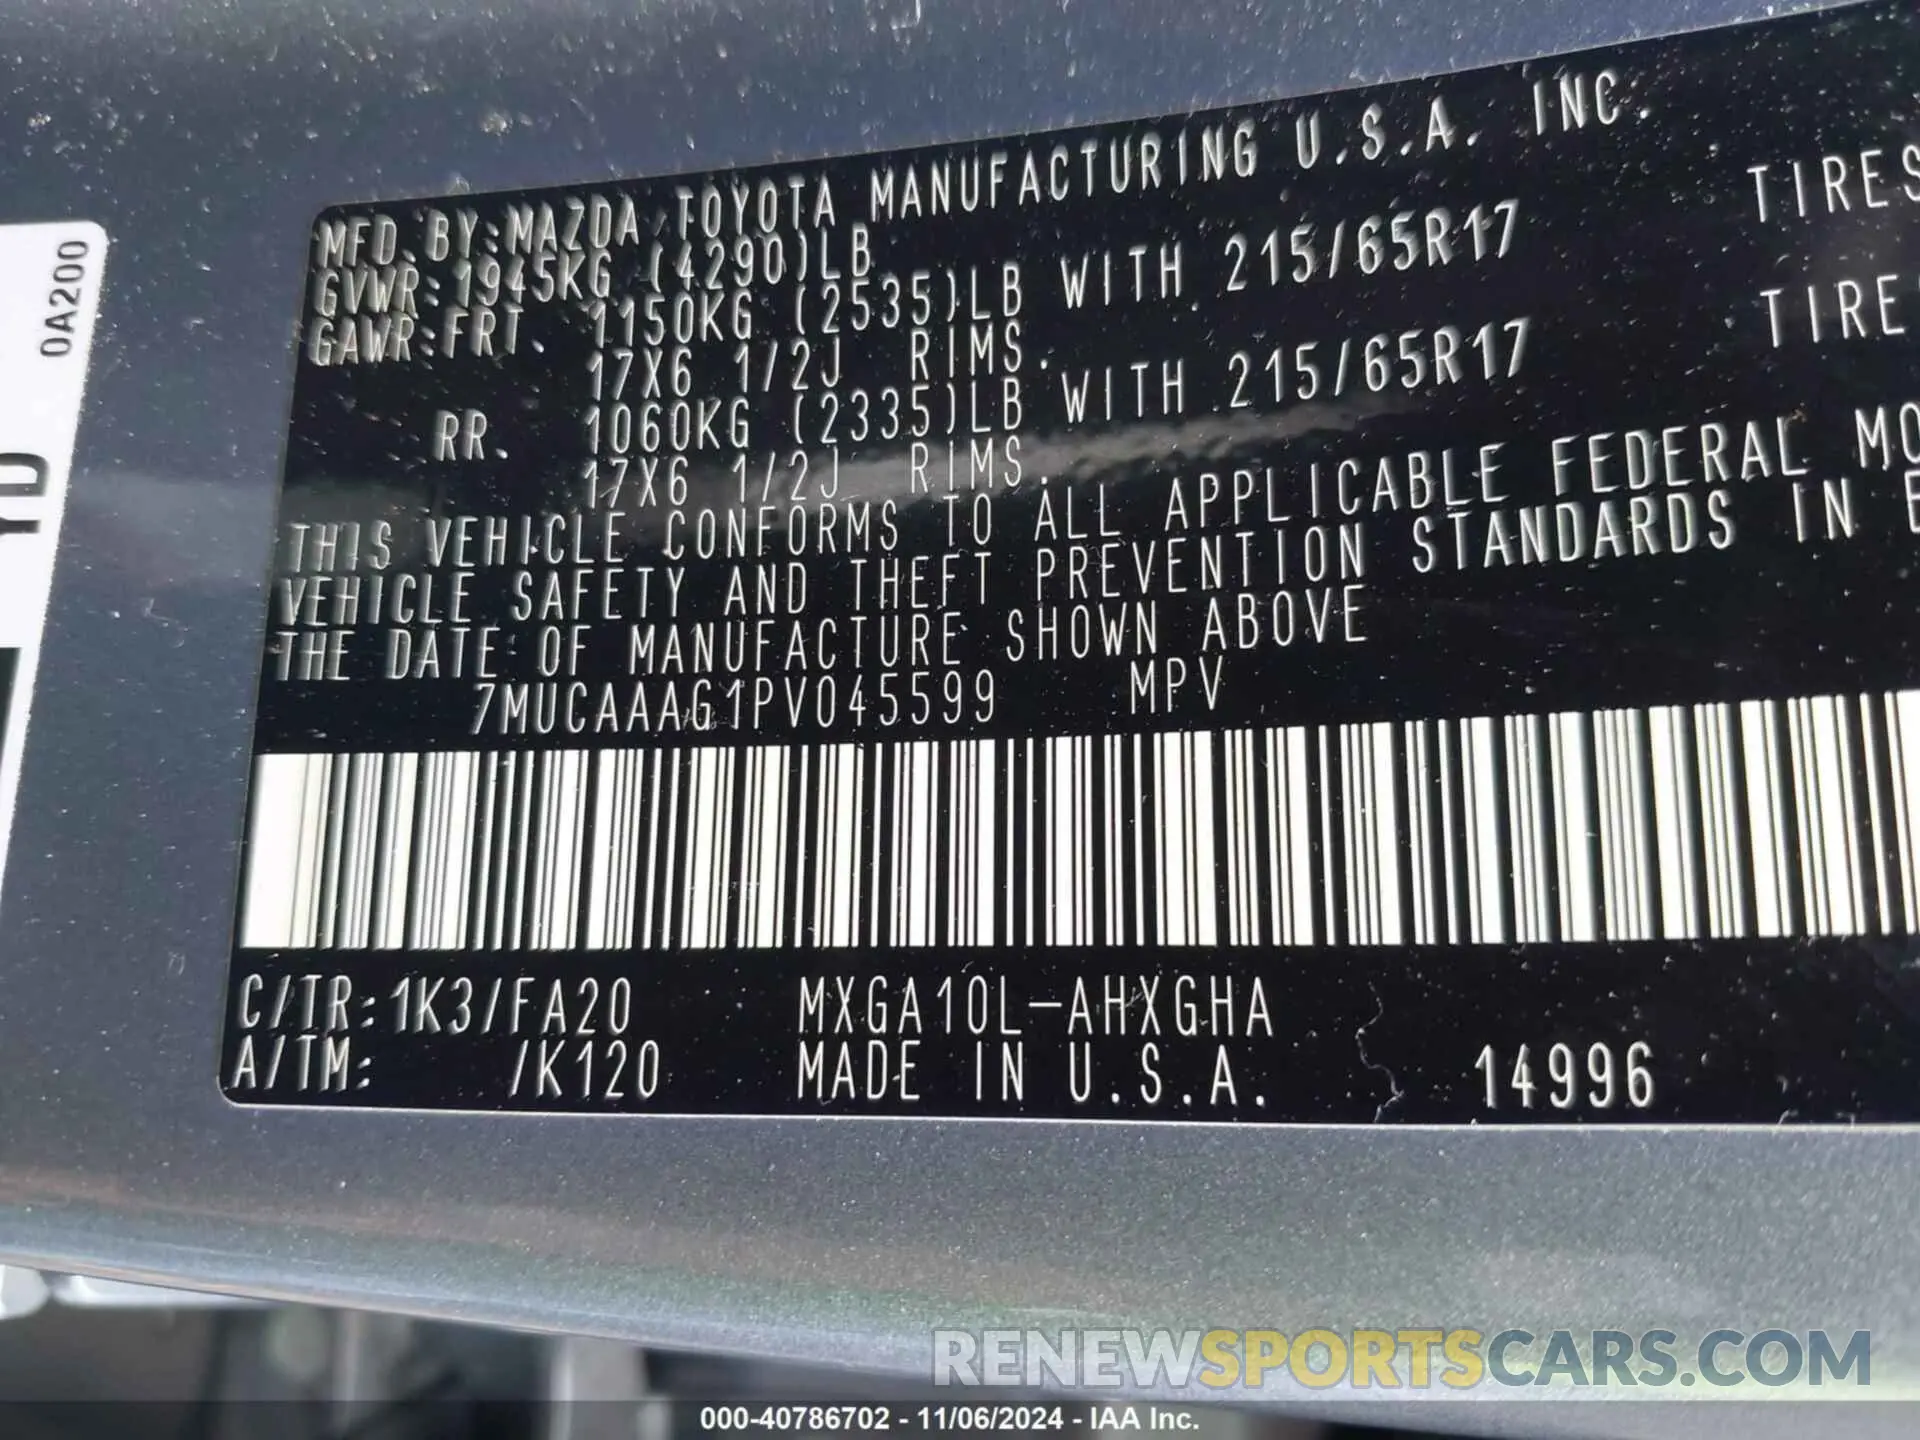 MFD. BY: MAZDA TOYOTA MANUFACTURING U.S.A. INC.
GVWR: 1945KG (4290)LB
GAWR: FRT. 1150KG (2535)LB WITH 215/65R17 TIRES
17X6 1/2J RIMS.
RR. 1060KG (2335)LB WITH 215/65R17 TIRE
17X6 1/2J RIMS.
THIS VEHICLE CONFORMS TO ALL APPLICABLE FEDERAL MO
VEHICLE SAFETY AND THEFT PREVENTION STANDARDS IN E
THE DATE OF MANUFACTURE SHOWN ABOVE
7MUCAAAG1PV045599 MPV
C/TR: 1K3/FA20 MXGA10L-AHXGHA
A/TM: /K120 MADE IN U.S.A. 14996
0A200
YD
RENEWSPORTSCARS.COM
000-40786702 - 11/06/2024 - IAA Inc.